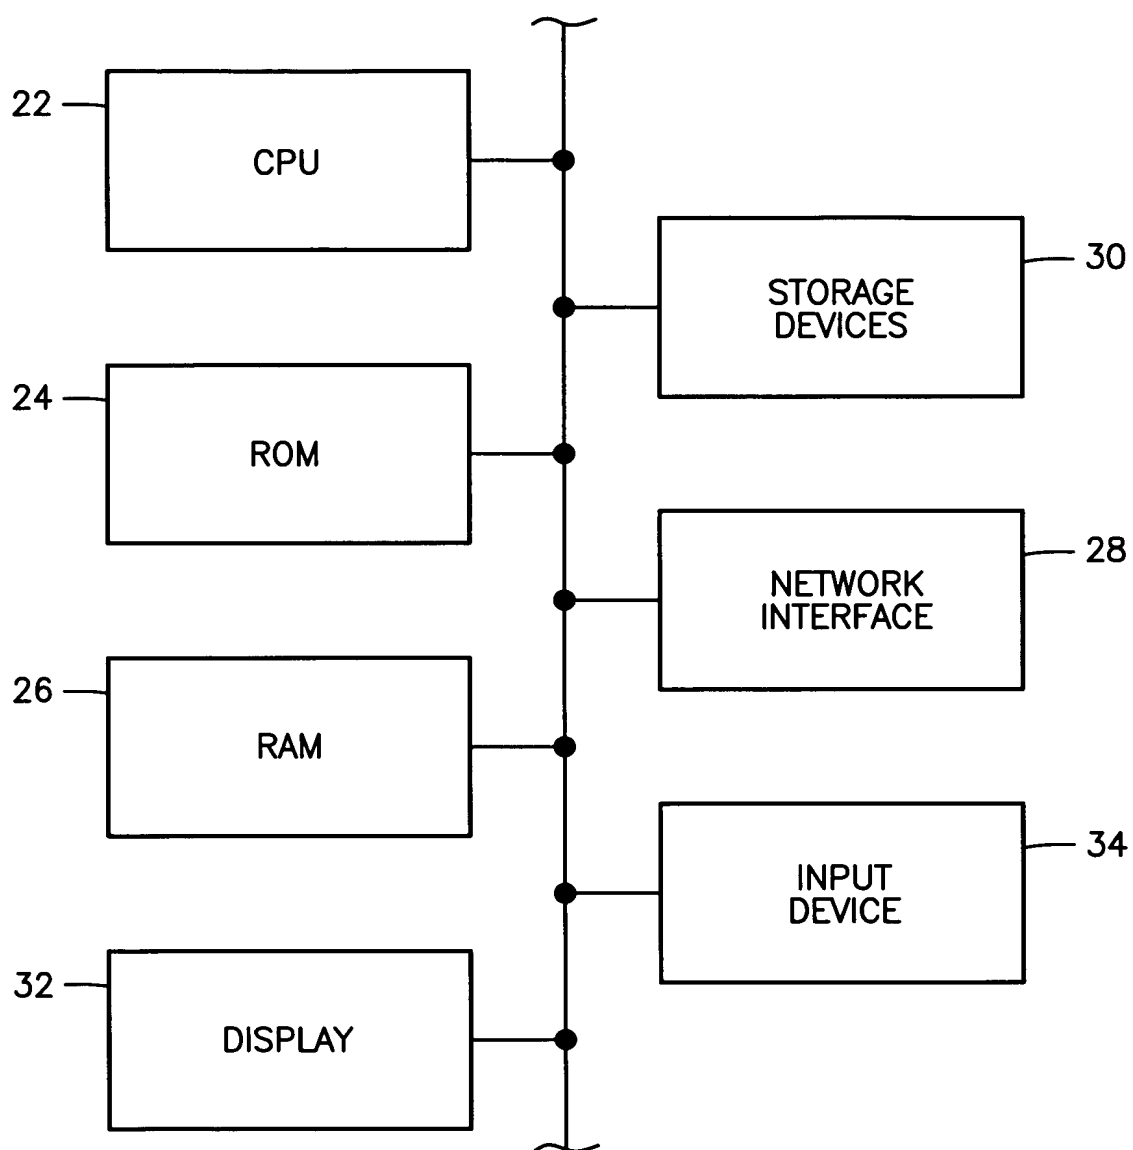 22
CPU
30
STORAGE
DEVICES
24
ROM
28
NETWORK
INTERFACE
26
RAM
34
INPUT
DEVICE
32
DISPLAY